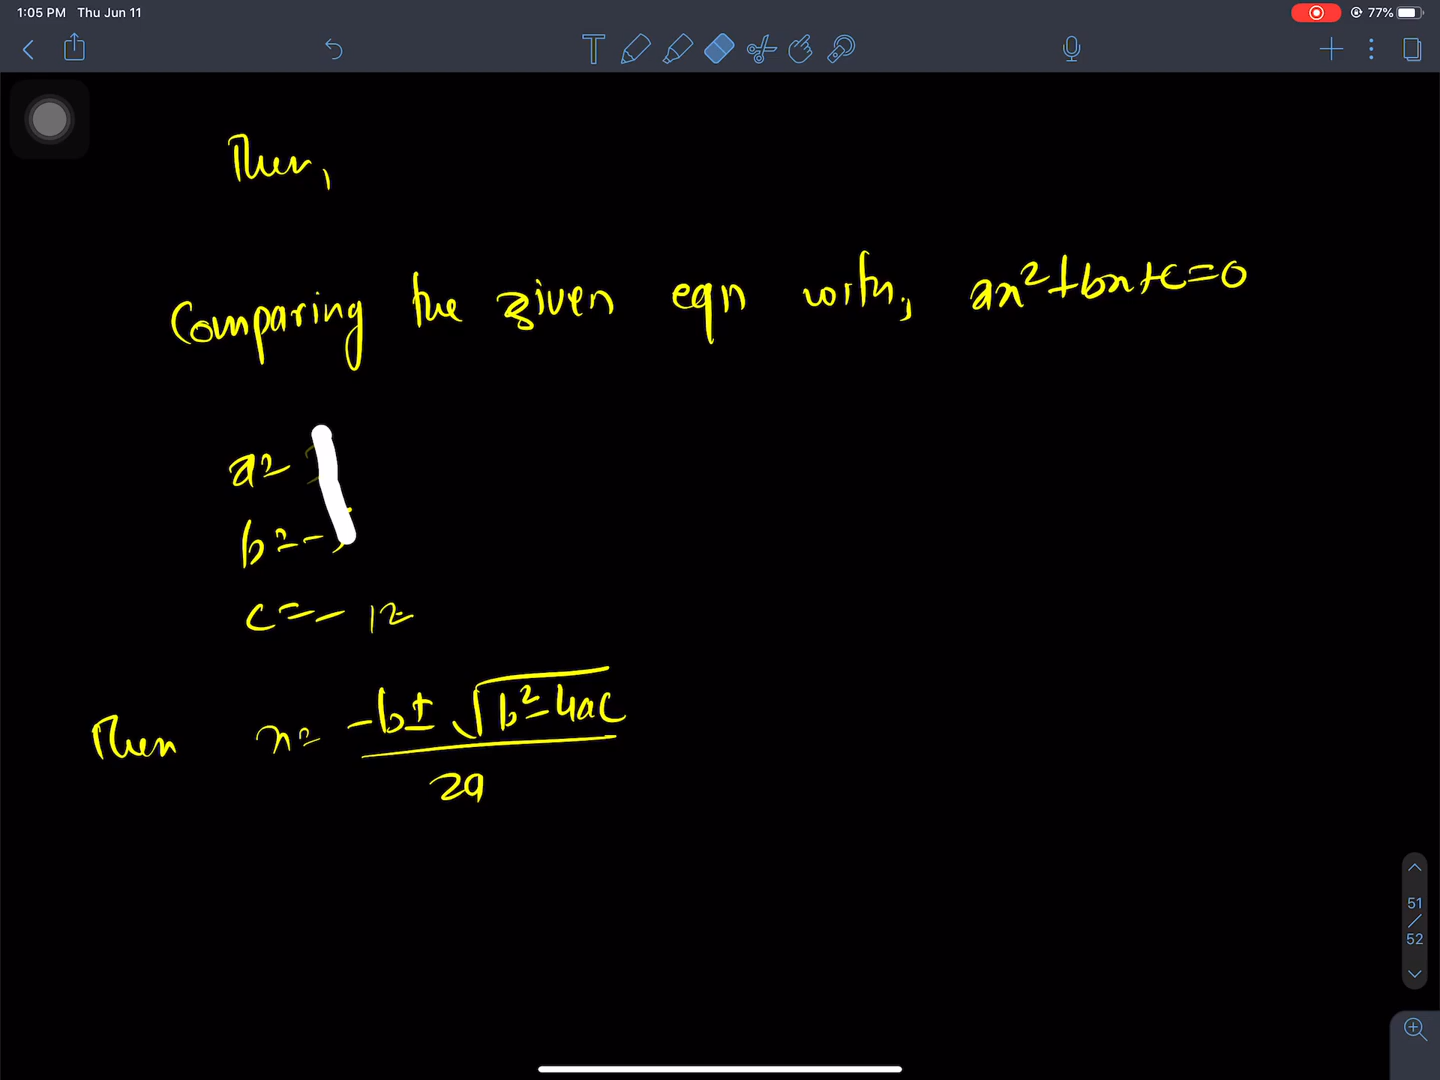 1:05 PM Thu Jun 11
77%
Then,
Comparing the given eqn with, ax²+bx+c=0
a=
b=-
c=- 12
Then x= -b± √b²-4ac
2a
51
/
52